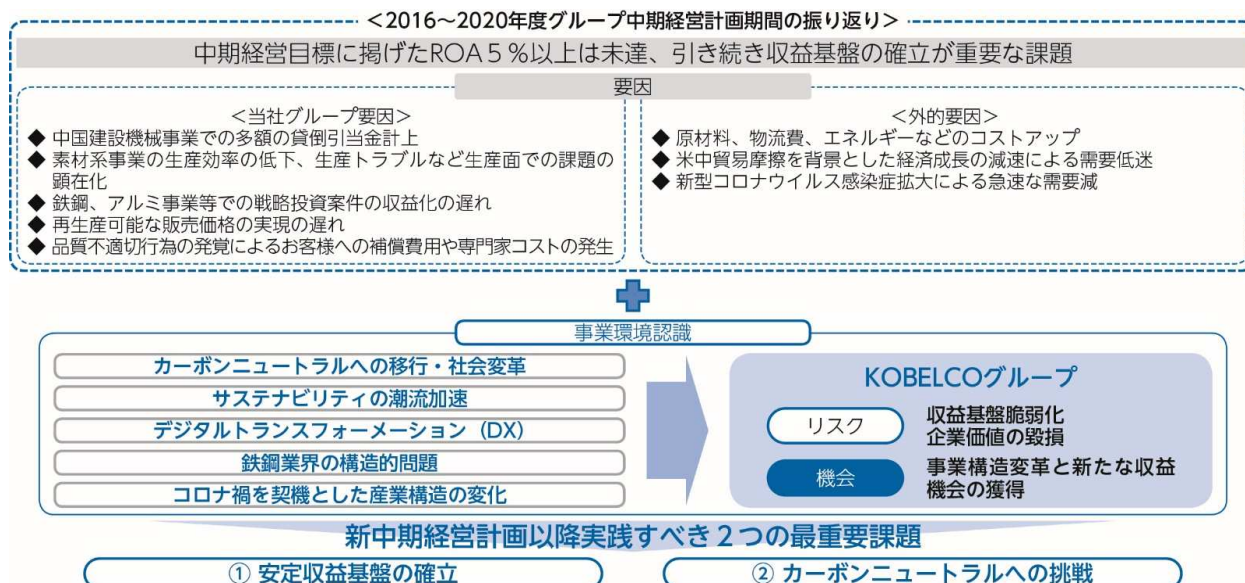 <2016~2020年度グループ中期経営計画期間の振り返り>
中期経営目標に掲げたROA5%以上は未達、引き続き収益基盤の確立が重要な課題
要因
<当社グループ要因>
◆ 中国建設機械事業での多額の貸倒引当金計上
◆ 素材系事業の生産効率の低下、生産トラブルなど生産面での課題の
顕在化
◆ 鉄鋼、アルミ事業等での戦略投資案件の収益化の遅れ
◆ 再生産可能な販売価格の実現の遅れ
◆ 品質不適切行為の発覚によるお客様への補償費用や専門家コストの発生
<外的要因>
◆ 原材料、物流費、エネルギーなどのコストアップ
◆ 米中貿易摩擦を背景とした経済成長の減速による需要低迷
◆ 新型コロナウイルス感染症拡大による急速な需要減
事業環境認識
カーボンニュートラルへの移行・社会変革
サステナビリティの潮流加速
デジタルトランスフォーメーション(DX)
鉄鋼業界の構造的問題
コロナ禍を契機とした産業構造の変化
KOBELCOグループ
リスク
収益基盤脆弱化
企業価値の毀損
機会
事業構造変革と新たな収益
機会の獲得
新中期経営計画以降実践すべき2つの最重要課題
① 安定収益基盤の確立
② カーボンニュートラルへの挑戦